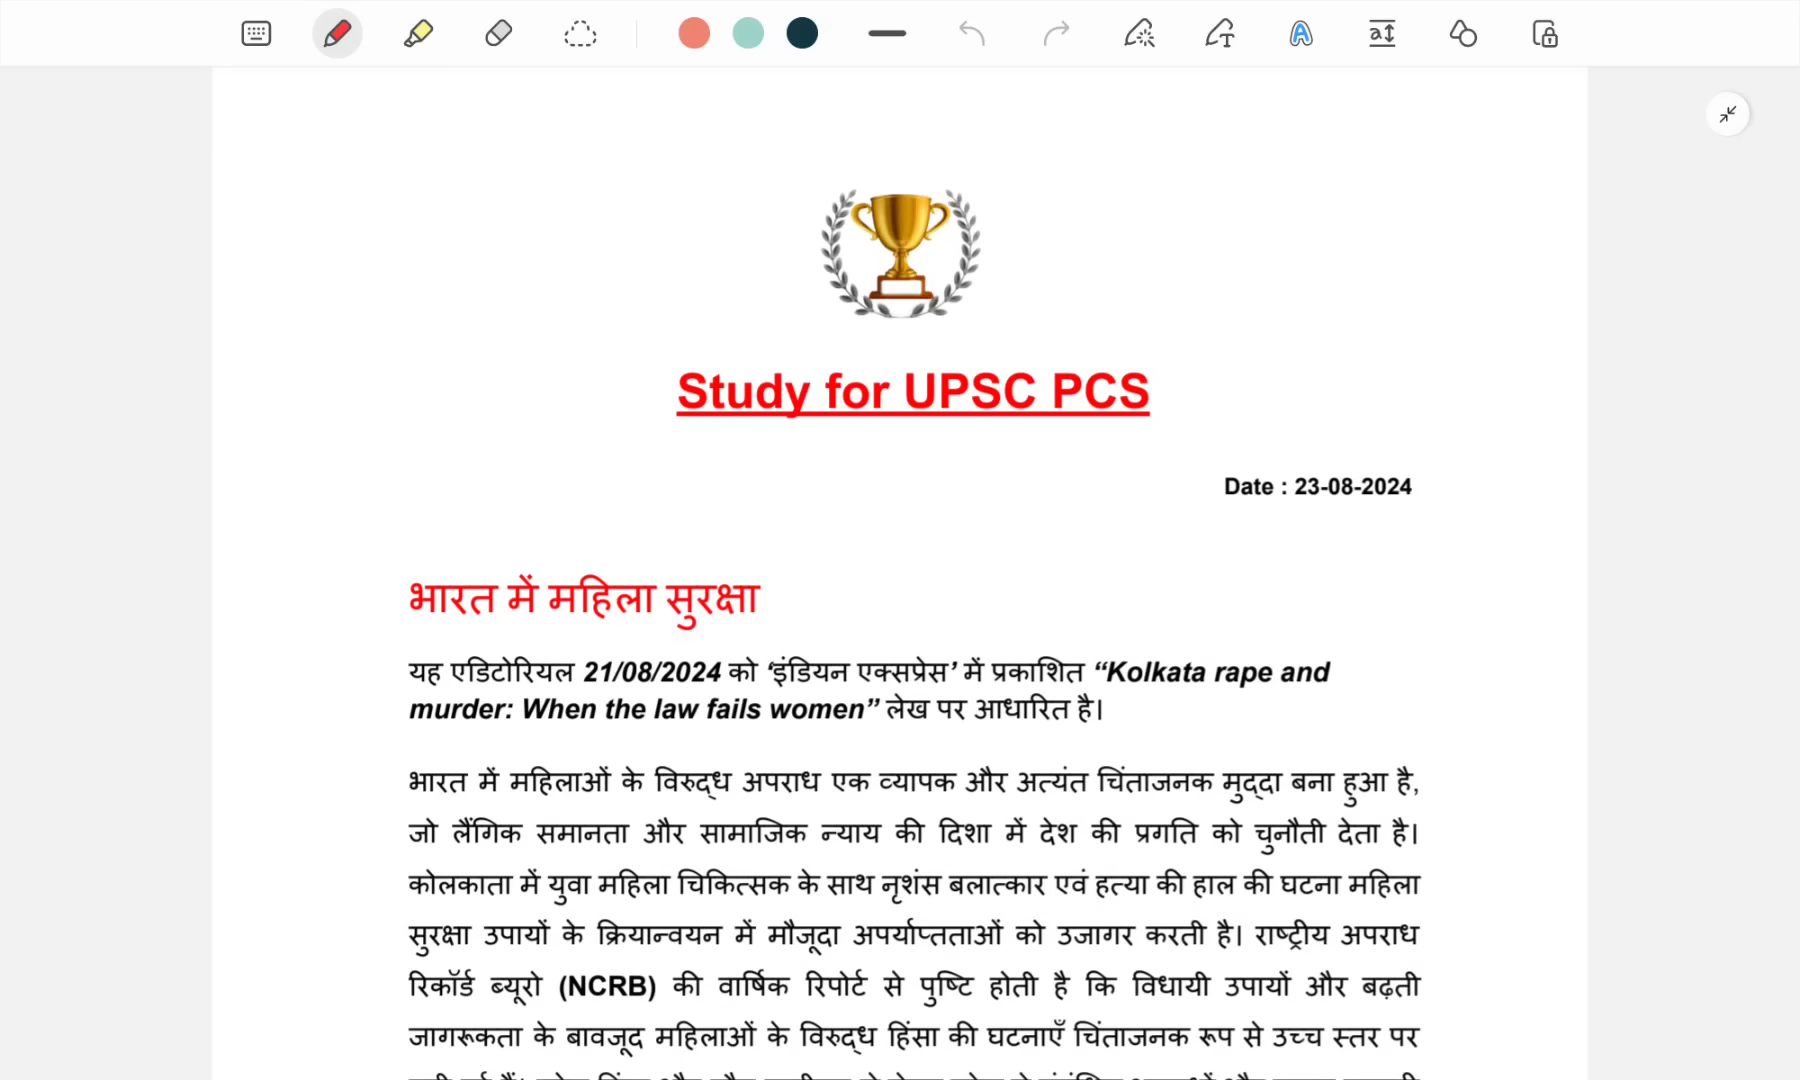 Study for UPSC PCS
Date : 23-08-2024
भारत में महिला सुरक्षा
यह एडिटोरियल 21/08/2024 को ‘इंडियन एक्सप्रेस’ में प्रकाशित “Kolkata rape and
murder: When the law fails women” लेख पर आधारित है।
भारत में महिलाओं के विरुद्ध अपराध एक व्यापक और अत्यंत चिंताजनक मुद्दा बना हुआ है,
जो लैंगिक समानता और सामाजिक न्याय की दिशा में देश की प्रगति को चुनौती देता है।
कोलकाता में युवा महिला चिकित्सक के साथ नृशंस बलात्कार एवं हत्या की हाल की घटना महिला
सुरक्षा उपायों के क्रियान्वयन में मौजूदा अपर्याप्तताओं को उजागर करती है। राष्ट्रीय अपराध
रिकॉर्ड ब्यूरो (NCRB) की वार्षिक रिपोर्ट से पुष्टि होती है कि विधायी उपायों और बढ़ती
जागरूकता के बावजूद महिलाओं के विरुद्ध हिंसा की घटनाएँ चिंताजनक रूप से उच्च स्तर पर